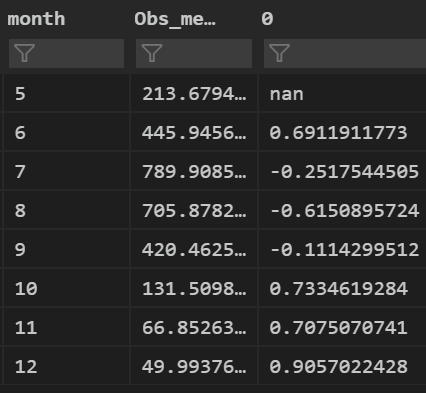 month Obs_me… 0
5 213.6794… nan
6 445.9456… 0.6911911773
7 789.9085… -0.2517544505
8 705.8782… -0.6150895724
9 420.4625… -0.1114299512
10 131.5098… 0.7334619284
11 66.85263… 0.7075070741
12 49.99376… 0.9057022428